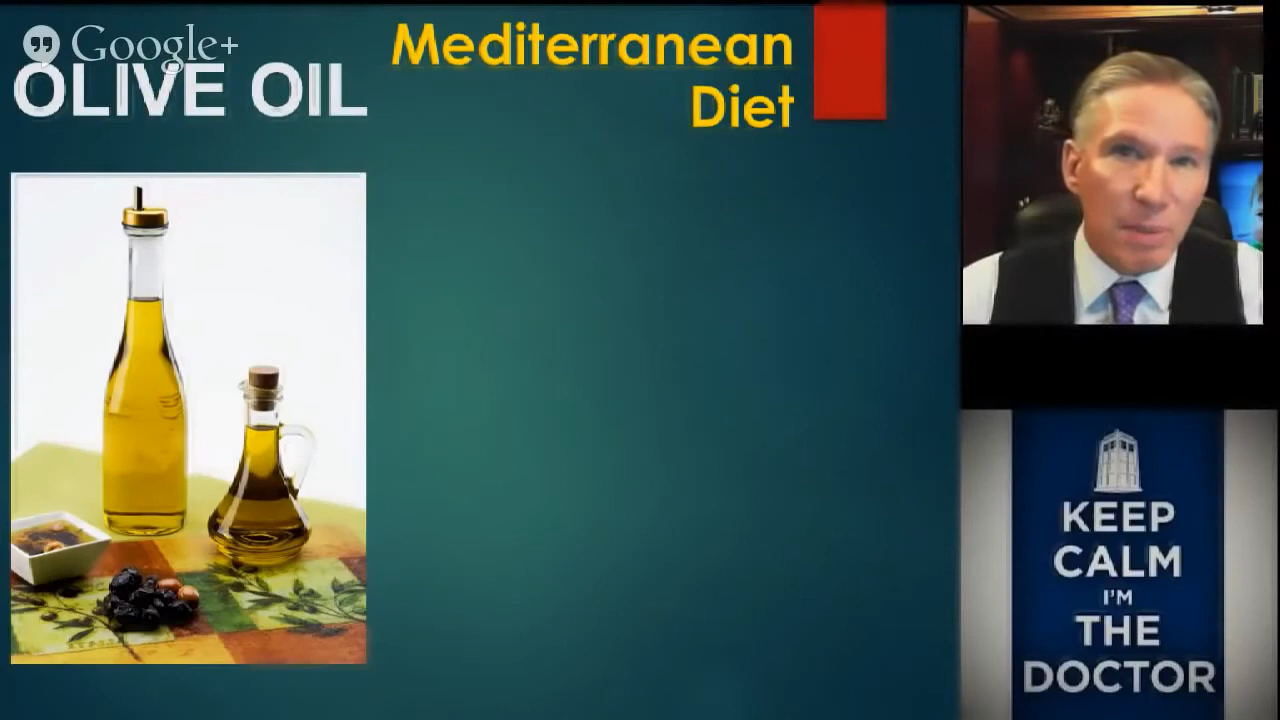 Google+
OLIVE OIL
Mediterranean
Diet
KEEP
CALM
I'M
THE
DOCTOR